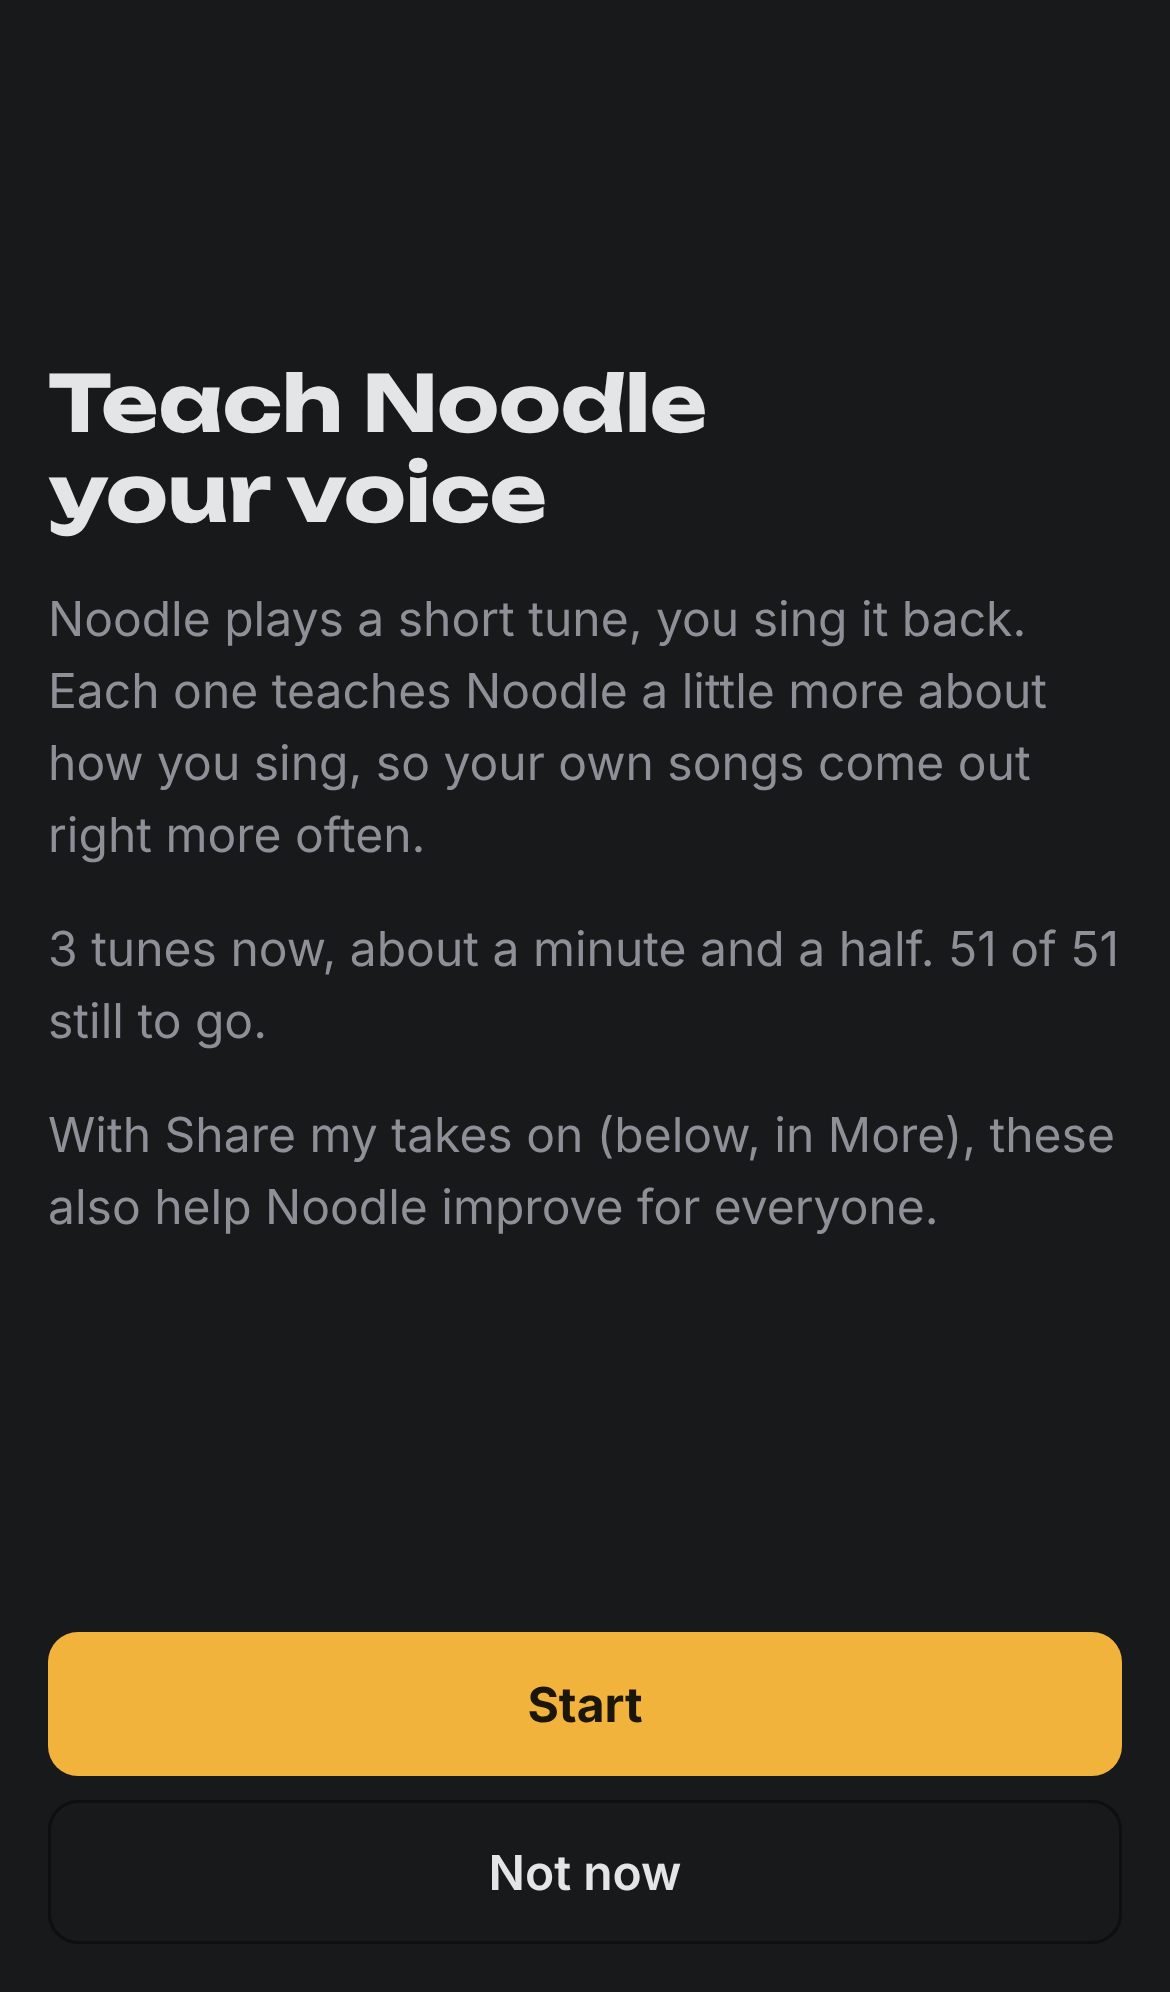 Teach Noodle
your voice
Noodle plays a short tune, you sing it back.
Each one teaches Noodle a little more about
how you sing, so your own songs come out
right more often.
3 tunes now, about a minute and a half. 51 of 51
still to go.
With Share my takes on (below, in More), these
also help Noodle improve for everyone.
Start
Not now